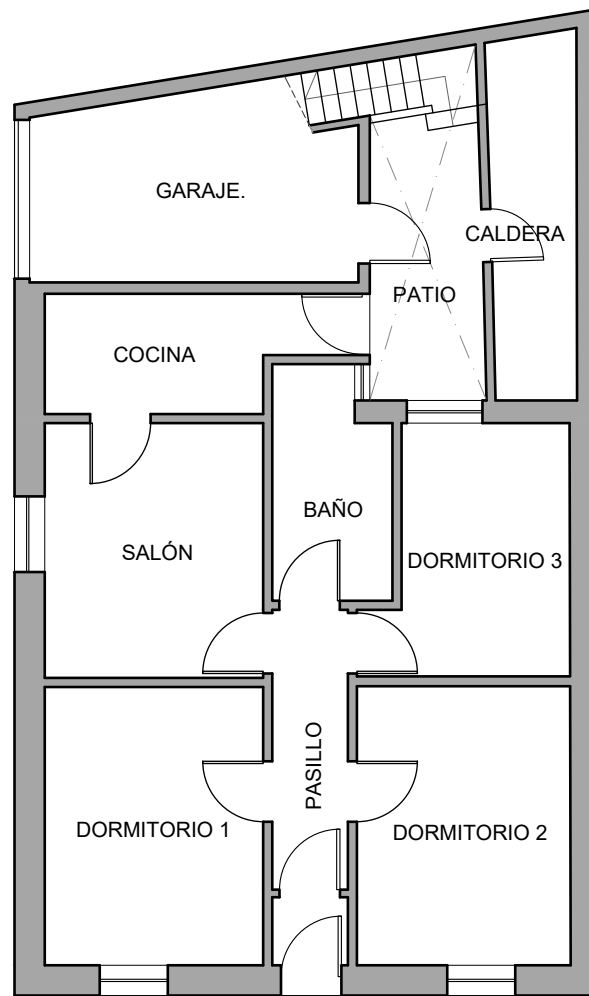 GARAJE.
CALDERA
PATIO
COCINA
BAÑO
SALÓN
DORMITORIO 3
PASILLO
DORMITORIO 1
DORMITORIO 2